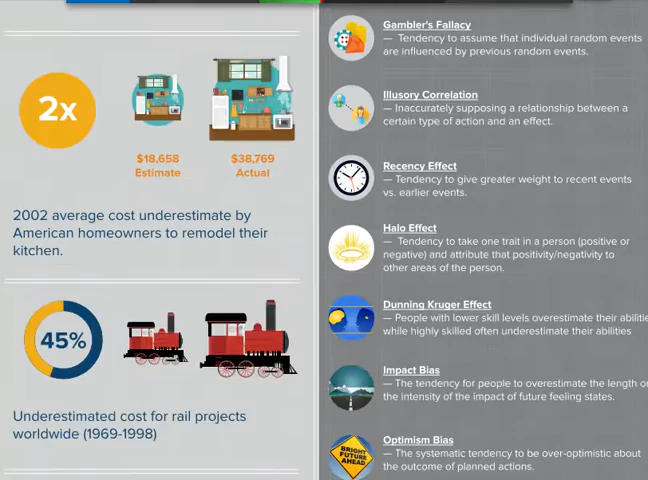 2x
$18,658
Estimate
$38,769
Actual
2002 average cost underestimate by
American homeowners to remodel their
kitchen.
45%
Underestimated cost for rail projects
worldwide (1969-1998)
Gambler's Fallacy
— Tendency to assume that individual random events
are influenced by previous random events.
Illusory Correlation
— Inaccurately supposing a relationship between a
certain type of action and an effect.
Recency Effect
— Tendency to give greater weight to recent events
vs. earlier events.
Halo Effect
— Tendency to take one trait in a person (positive or
negative) and attribute that positivity/negativity to
other areas of the person.
Dunning Kruger Effect
— People with lower skill levels overestimate their abilitie
while highly skilled often underestimate their abilities
Impact Bias
— The tendency for people to overestimate the length o
the intensity of the impact of future feeling states.
Optimism Bias
— The systematic tendency to be over-optimistic about
the outcome of planned actions.
BRIGHT
FUTURE
AHEAD